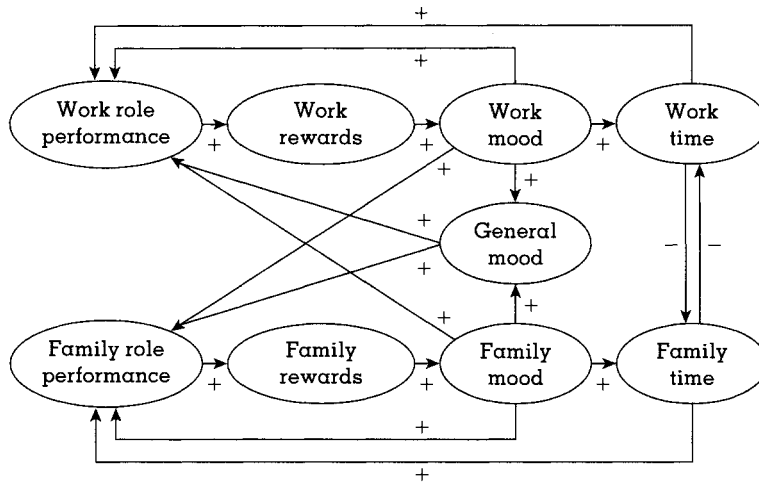 +
+
Work role
performance
+
Work
rewards
+
Work
mood
+
Work
time
+
+
+
General
mood
+
–
–
+
+
Family role
performance
+
Family
rewards
+
Family
mood
+
Family
time
+
+